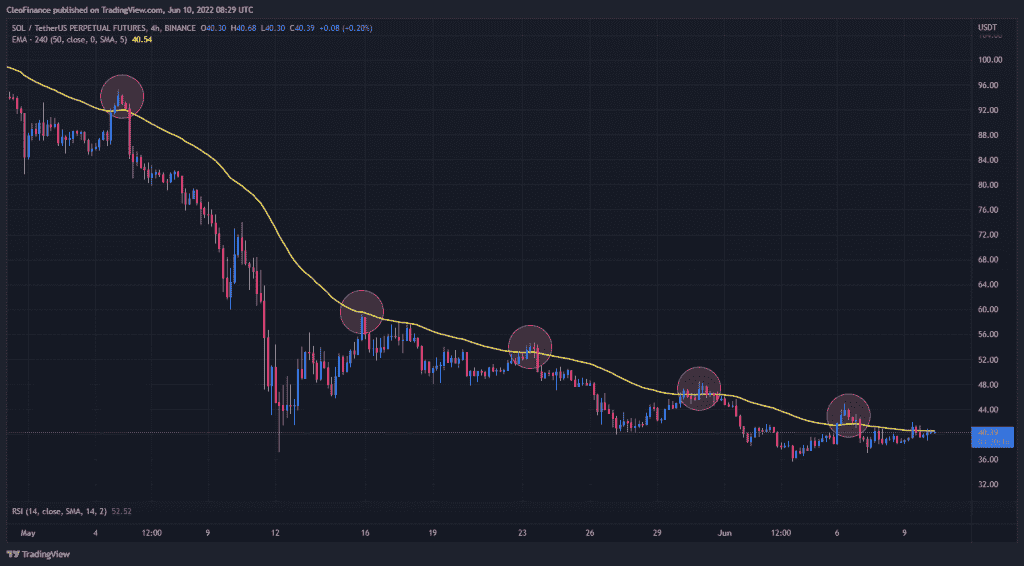 CleoFinance published on TradingView.com, Jun 10, 2022 08:29 UTC
SOL / TetherUS PERPETUAL FUTURES, 4h, BINANCE O40.30 H40.68 L40.30 C40.39 +0.08 (+0.20%)
EMA - 240 (50, close, 0, SMA, 5) 40.54
USDT
104.00
100.00
96.00
92.00
88.00
84.00
80.00
76.00
72.00
68.00
64.00
60.00
56.00
52.00
48.00
44.00
40.39
36.00
32.00
RSI (14, close, SMA, 14, 2) 52.52
May 4 12:00 9 12 16 19 23 26 29 Jun 12:00 6 9
TradingView